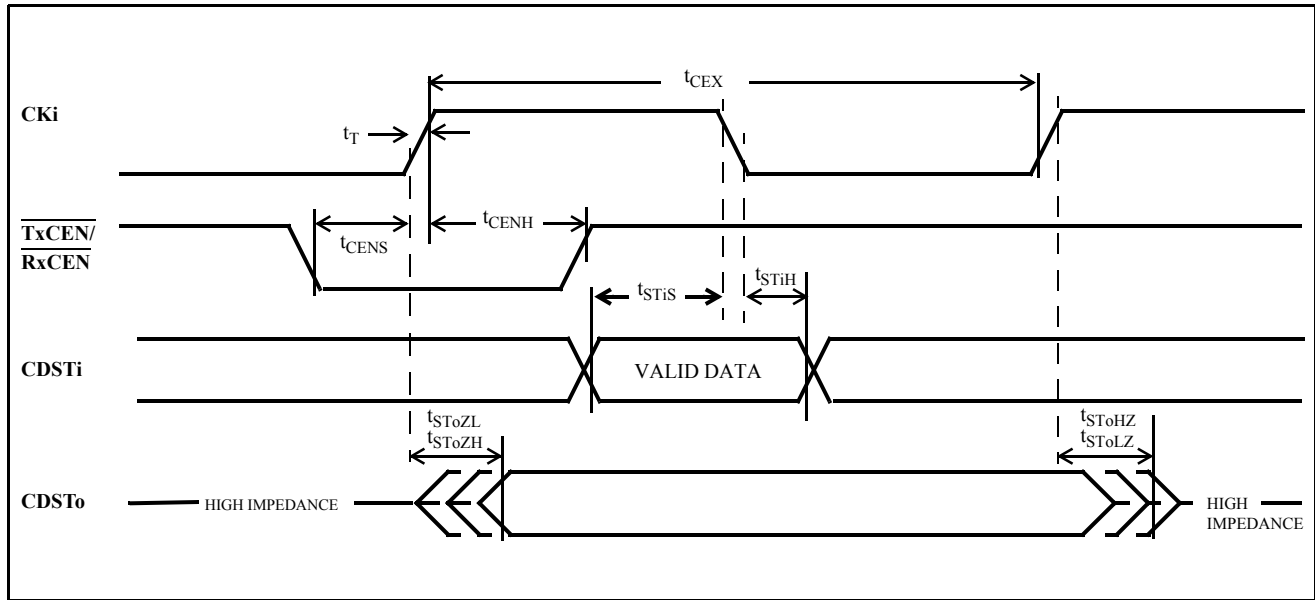 tCEX
CKi
tT
TxCEN/
RxCEN
tCENS
tCENH
tSTiS
tSTiH
CDSTi
VALID DATA
tSToZL
tSToZH
tSToHZ
tSToLZ
CDSTo
HIGH IMPEDANCE
HIGH
IMPEDANCE